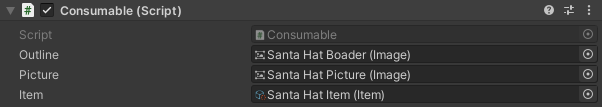 Consumable (Script)
Script Consumable
Outline Santa Hat Boader (Image)
Picture Santa Hat Picture (Image)
Item Santa Hat Item (Item)